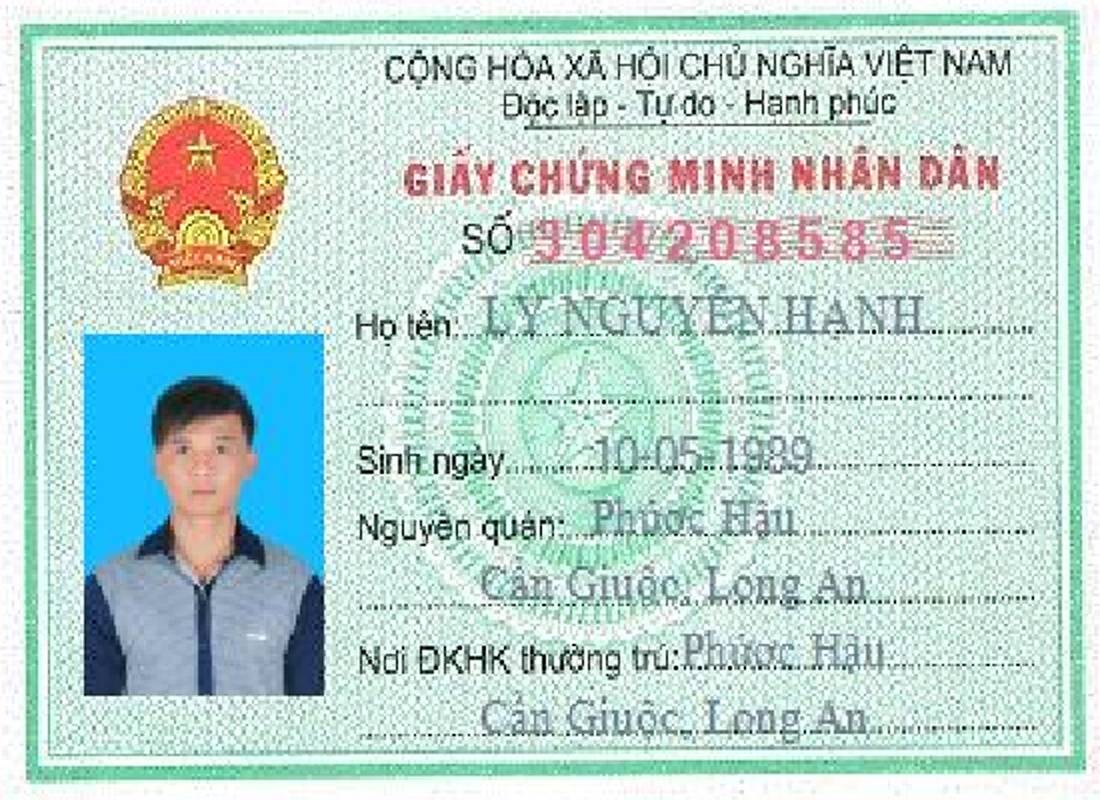 CỘNG HÒA XÃ HỘI CHỦ NGHĨA VIỆT NAM
Độc lập - Tự do - Hạnh phúc
GIẤY CHỨNG MINH NHÂN DÂN
SỐ 304208585
Họ tên: LÝ NGUYÊN HẠNH
Sinh ngày 10-05-1989
Nguyên quán: Phước Hậu
Cần Giuộc, Long An
Nơi ĐKHK thường trú: Phước Hậu
Cần Giuộc, Long An